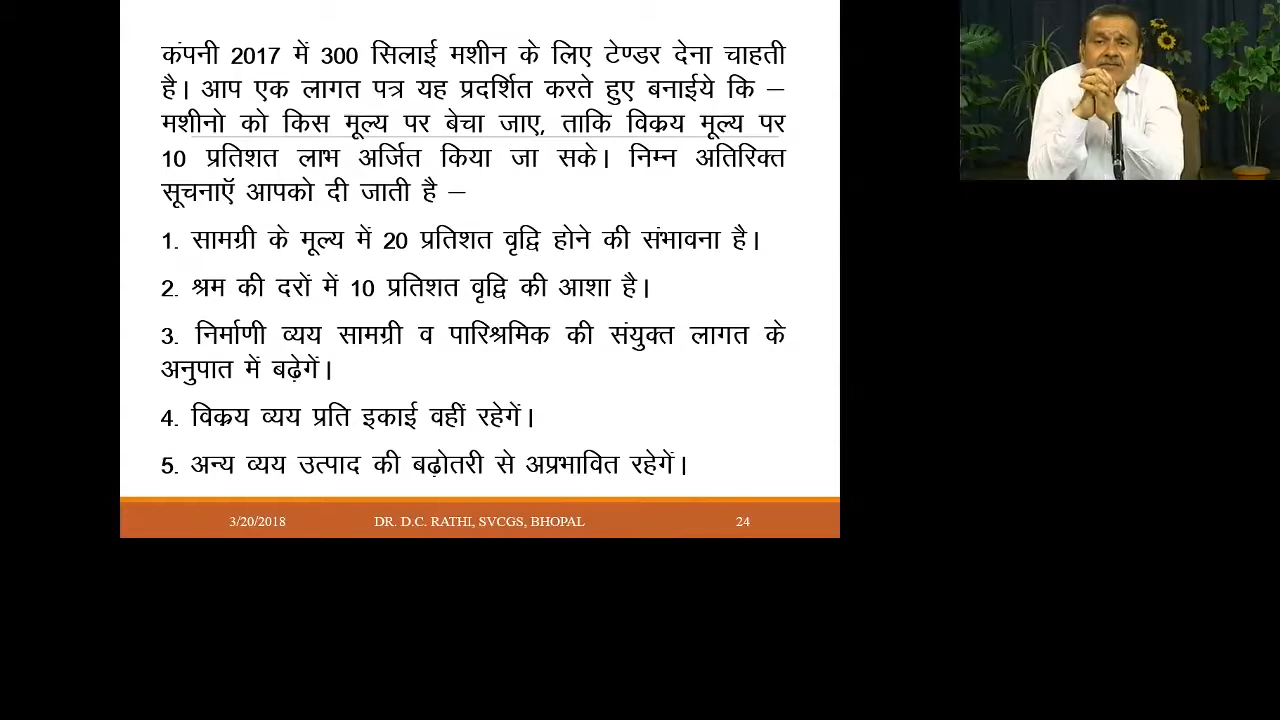 कंपनी 2017 में 300 सिलाई मशीन के लिए टेण्डर देना चाहती
है। आप एक लागत पत्र यह प्रदर्शित करते हुए बनाईये कि –
मशीनो को किस मूल्य पर बेचा जाए, ताकि विक्रय मूल्य पर
10 प्रतिशत लाभ अर्जित किया जा सके। निम्न अतिरिक्त
सूचनाऍ आपको दी जाती है –
1. सामग्री के मूल्य में 20 प्रतिशत वृद्वि होने की संभावना है।
2. श्रम की दरों में 10 प्रतिशत वृद्वि की आशा है।
3. निर्माणी व्यय सामग्री व पारिश्रमिक की संयुक्त लागत के
अनुपात में बढ़ेगें।
4. विक्रय व्यय प्रति इकाई वहीं रहेगें।
5. अन्य व्यय उत्पाद की बढ़ोतरी से अप्रभावित रहेगें।
3/20/2018 DR. D.C. RATHI, SVCGS, BHOPAL 24